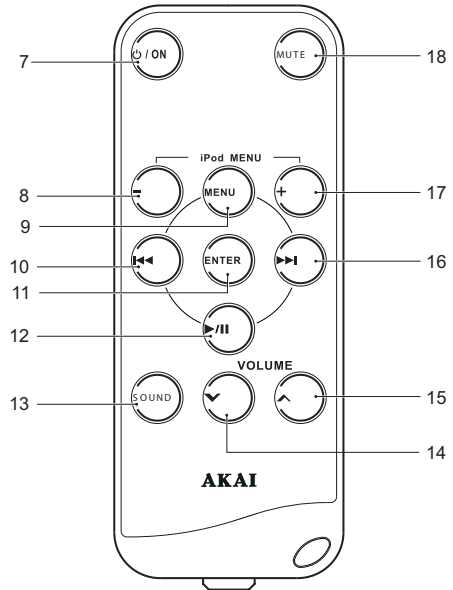 7 ⏻ / ON MUTE 18
iPod MENU
8 - MENU + 17
9
10 |◀◀ ENTER ▶▶| 16
11
12 ▶/II
VOLUME
13 SOUND 15
14
AKAI